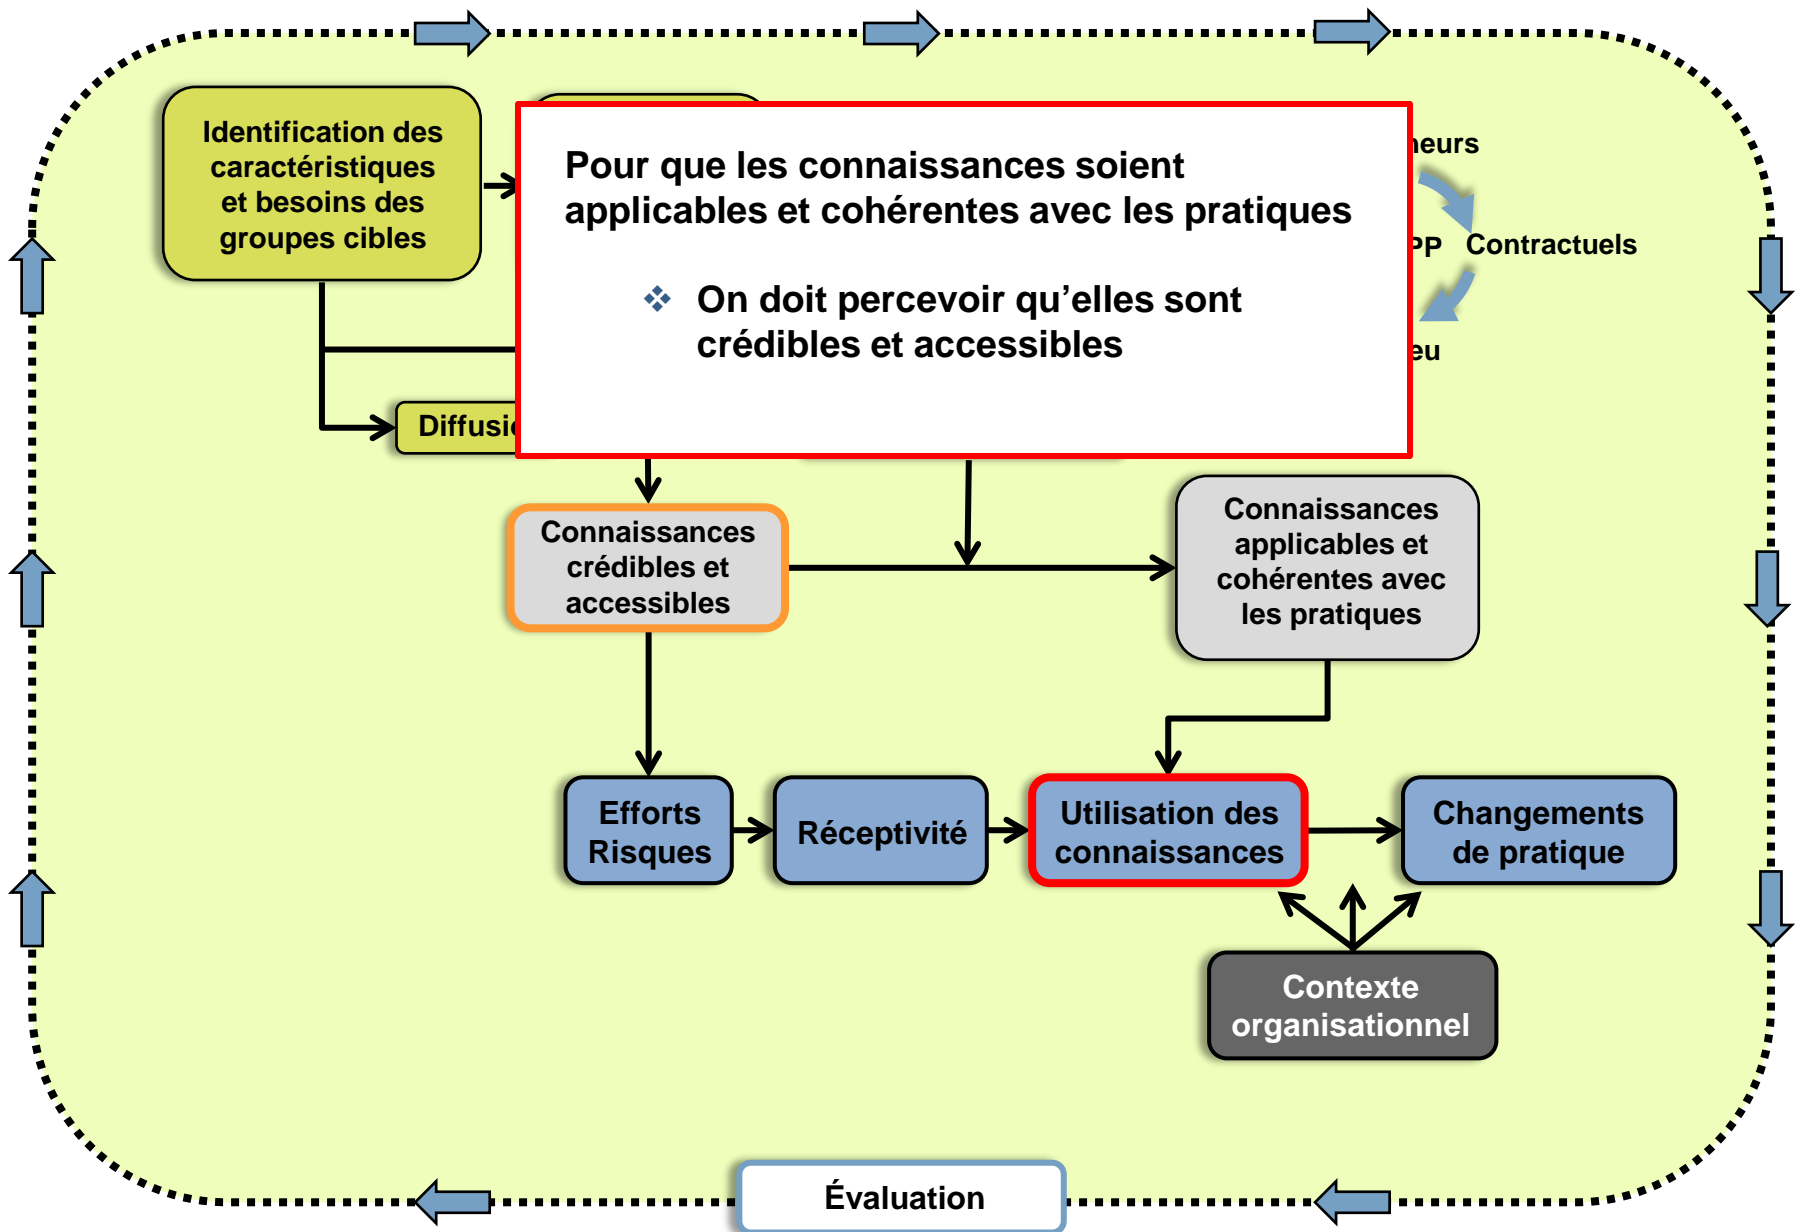 Identification des
caractéristiques
et besoins des
groupes cibles
Pour que les connaissances soient
applicables et cohérentes avec les pratiques
❖ On doit percevoir qu’elles sont
crédibles et accessibles
Contractuels
Connaissances
crédibles et
accessibles
Connaissances
applicables et
cohérentes avec
les pratiques
Efforts
Risques
Réceptivité
Utilisation des
connaissances
Changements
de pratique
Contexte
organisationnel
Évaluation